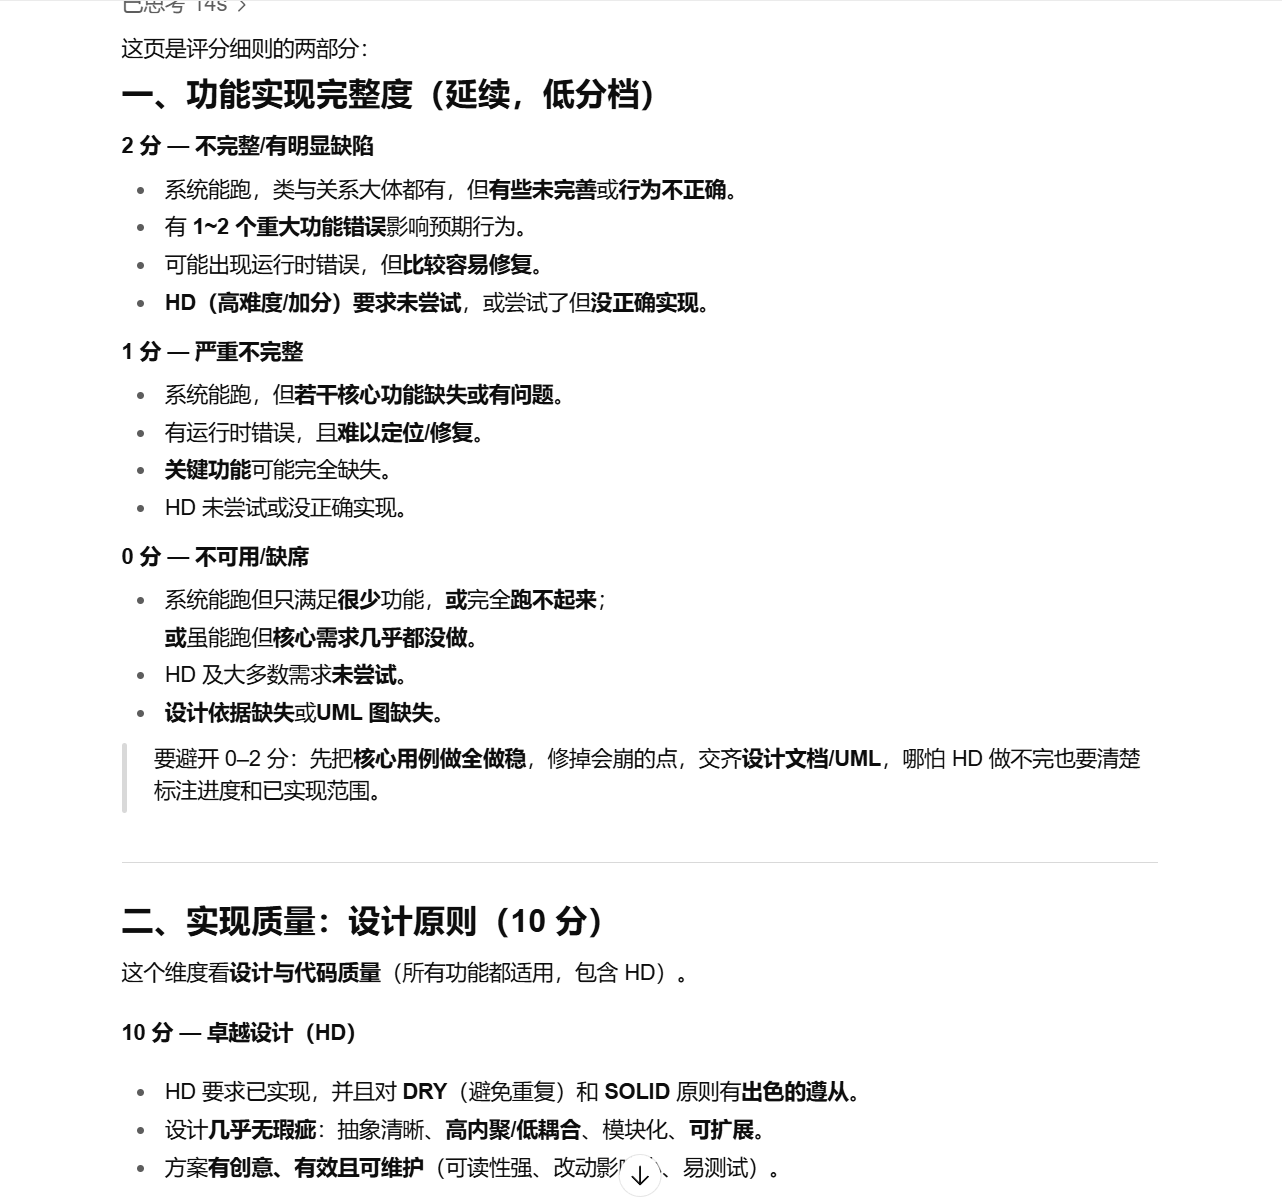 已思考 14s >
这页是评分细则的两部分：
一、功能实现完整度（延续，低分档）
2 分 — 不完整/有明显缺陷
系统能跑，类与关系大体都有，但有些未完善或行为不正确。
有 1~2 个重大功能错误影响预期行为。
可能出现运行时错误，但比较容易修复。
HD（高难度/加分）要求未尝试，或尝试了但没正确实现。
1 分 — 严重不完整
系统能跑，但若干核心功能缺失或有问题。
有运行时错误，且难以定位/修复。
关键功能可能完全缺失。
HD 未尝试或没正确实现。
0 分 — 不可用/缺席
系统能跑但只满足很少功能，或完全跑不起来；
或虽能跑但核心需求几乎都没做。
HD 及大多数需求未尝试。
设计依据缺失或UML 图缺失。
要避开 0–2 分：先把核心用例做全做稳，修掉会崩的点，交齐设计文档/UML，哪怕 HD 做不完也要清楚
标注进度和已实现范围。
二、实现质量：设计原则（10 分）
这个维度看设计与代码质量（所有功能都适用，包含 HD）。
10 分 — 卓越设计（HD）
HD 要求已实现，并且对 DRY（避免重复）和 SOLID 原则有出色的遵从。
设计几乎无瑕疵：抽象清晰、高内聚/低耦合、模块化、可扩展。
方案有创意、有效且可维护（可读性强、改动影、易测试）。